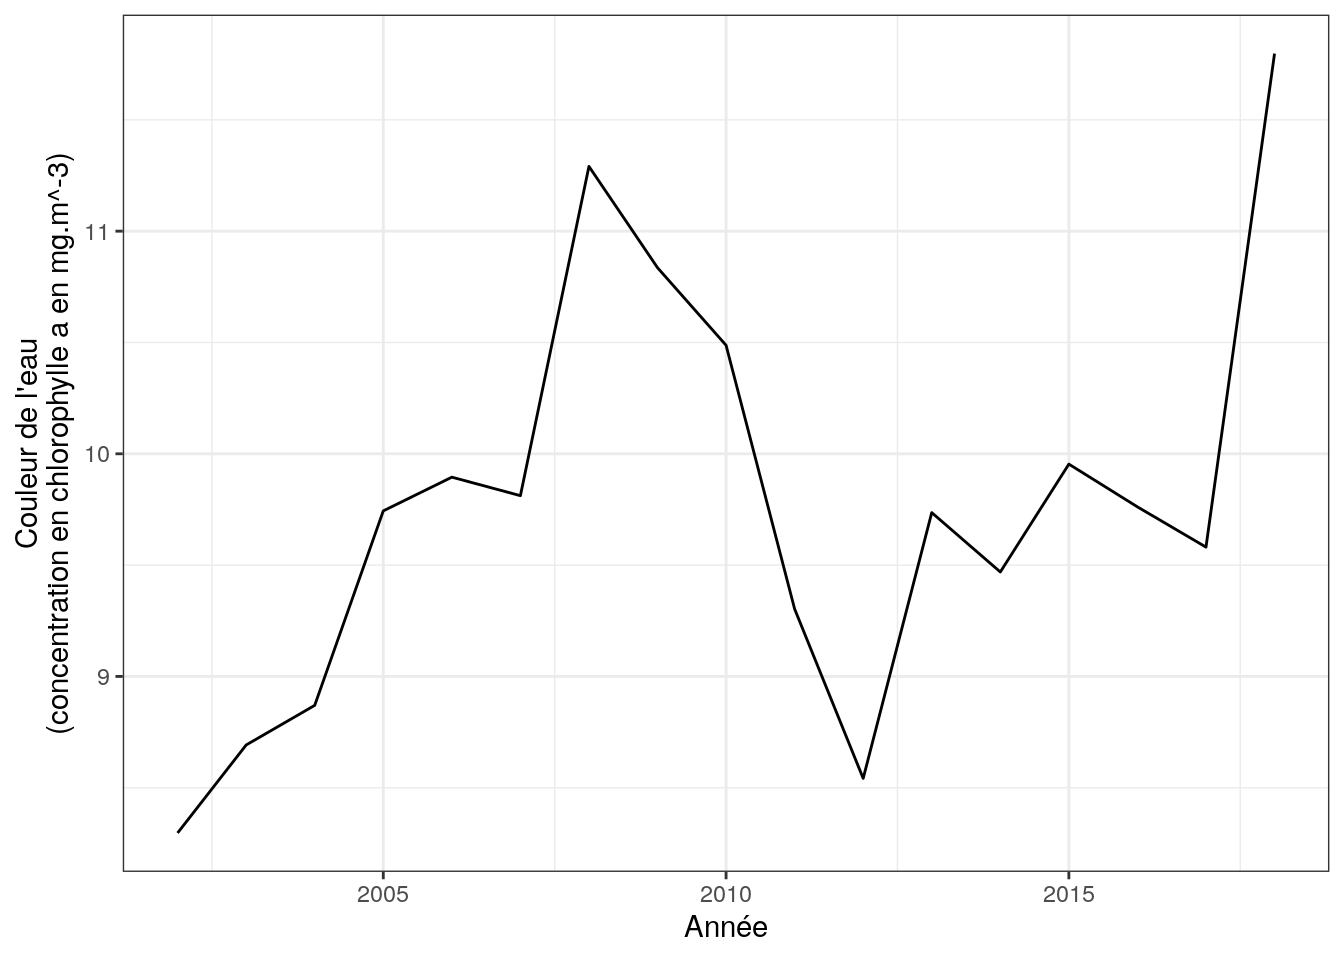 Couleur de l'eau
(concentration en chlorophylle a en mg.m^-3)
11
10
9
2005
2010
2015
Année